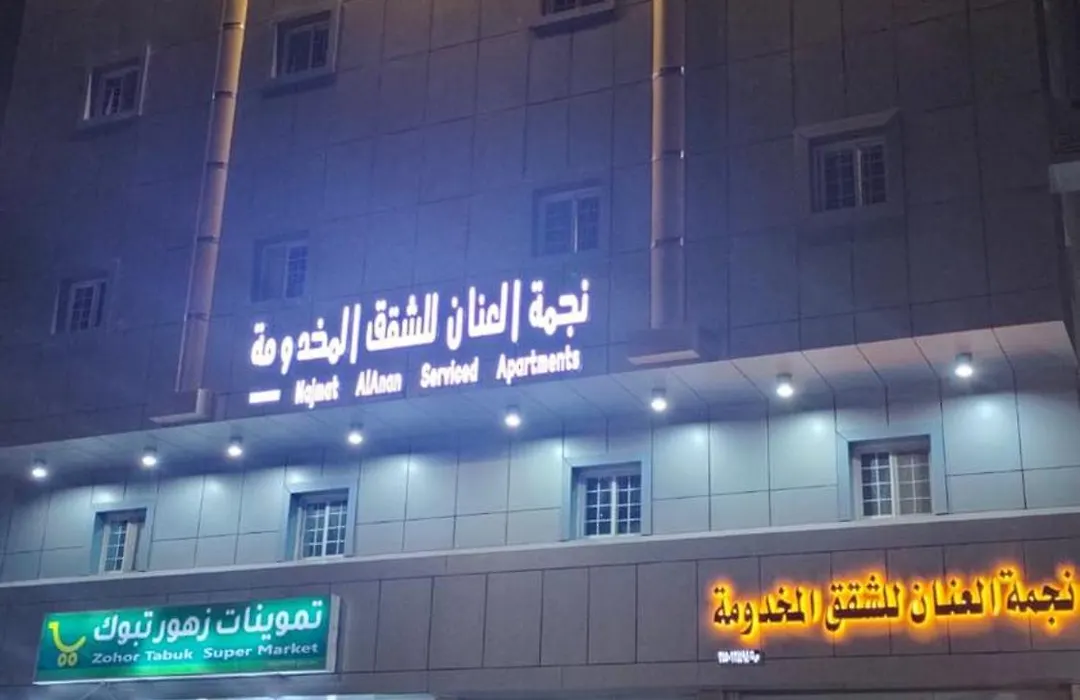 نجمة العنان للشقق المخدومة
Najmat AlAnan Serviced Apartments
نجمة العنان للشقق المخدومة
تموينات زهور تبوك
Zohor Tabuk Super Market